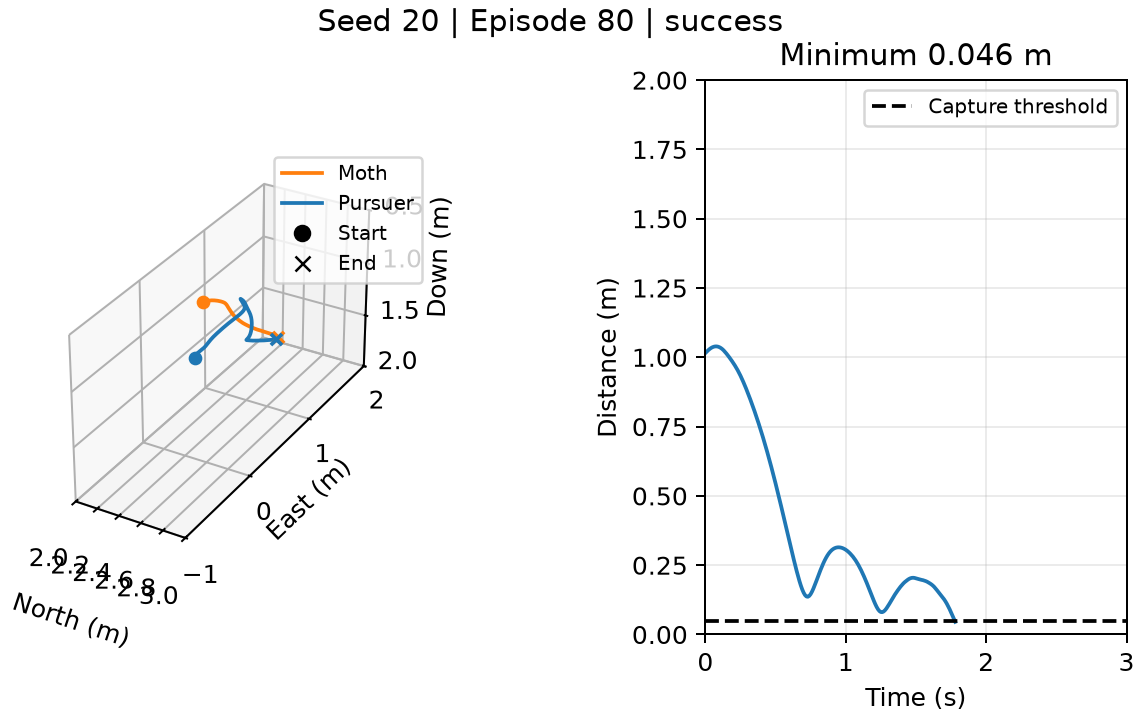 Seed 20 | Episode 80 | success
Moth
Pursuer
Start
End
0.5
1.0
1.5
2.0
Down (m)
2
1
0
−1
East (m)
2.0
2.2
2.4
2.6
2.8
3.0
North (m)
Minimum 0.046 m
Capture threshold
2.00
1.75
1.50
1.25
1.00
0.75
0.50
0.25
0.00
Distance (m)
0 1 2 3
Time (s)